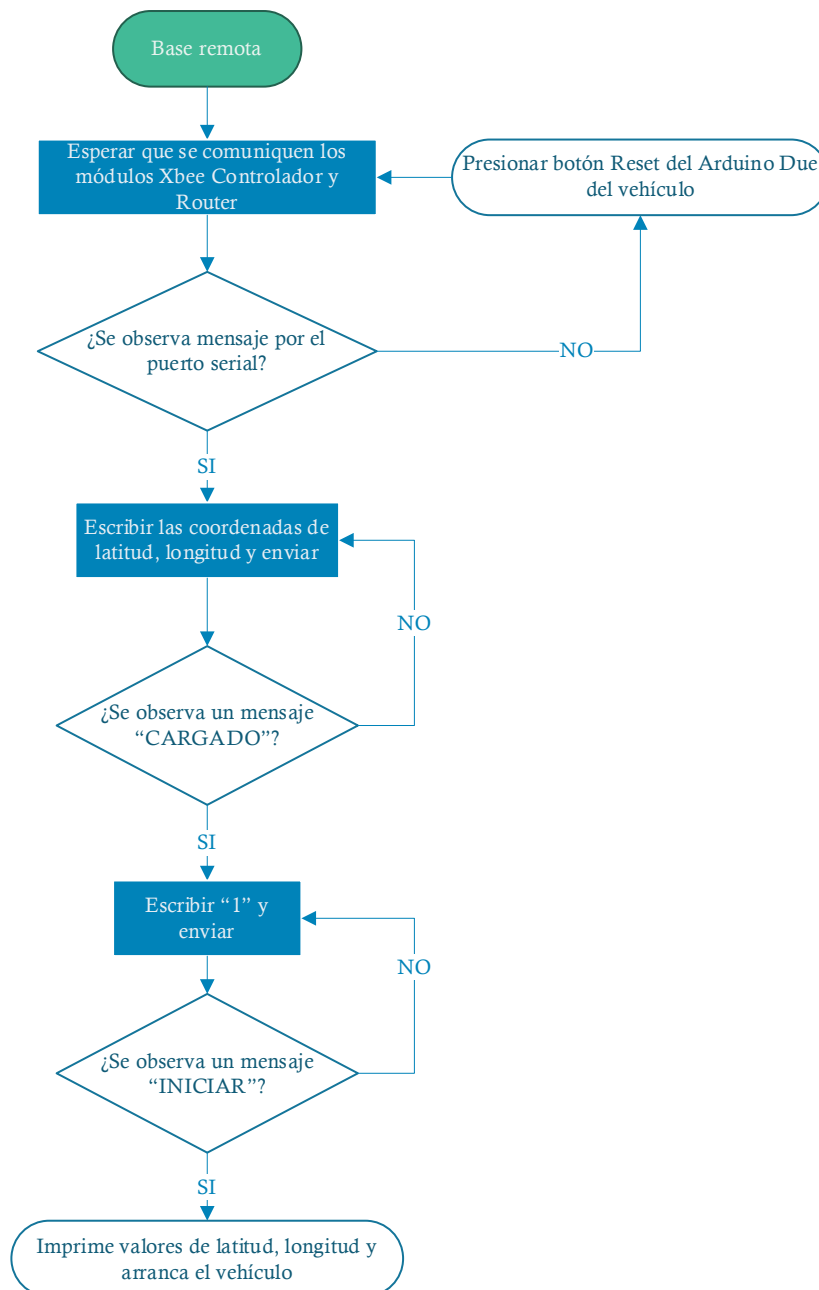 Base remota
Esperar que se comuniquen los
módulos Xbee Controlador y
Router
Presionar botón Reset del Arduino Due
del vehículo
¿Se observa mensaje por el
puerto serial?
NO
SI
Escribir las coordenadas de
latitud, longitud y enviar
NO
¿Se observa un mensaje
“CARGADO”?
SI
Escribir “1” y
enviar
NO
¿Se observa un mensaje
“INICIAR”?
SI
Imprime valores de latitud, longitud y
arranca el vehículo